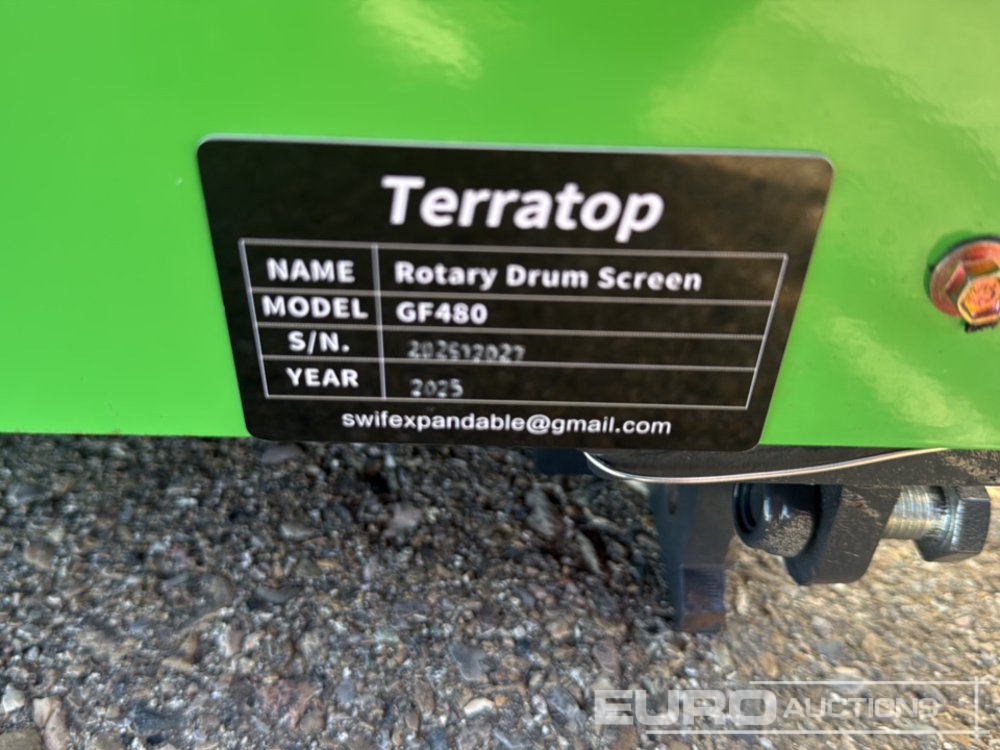 Terratop
NAME Rotary Drum Screen
MODEL GF480
S/N. 202512027
YEAR 2025
swifexpandable@gmail.com
EURO AUCTIONS